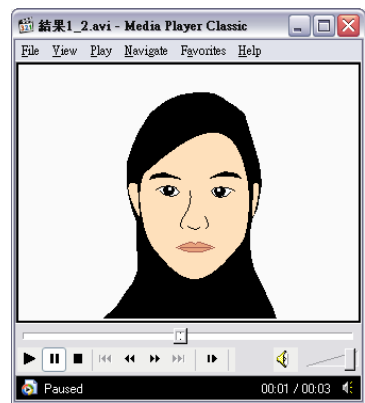 結果1_2.avi - Media Player Classic
File View Play Navigate Favorites Help
Paused 00:01 / 00:03